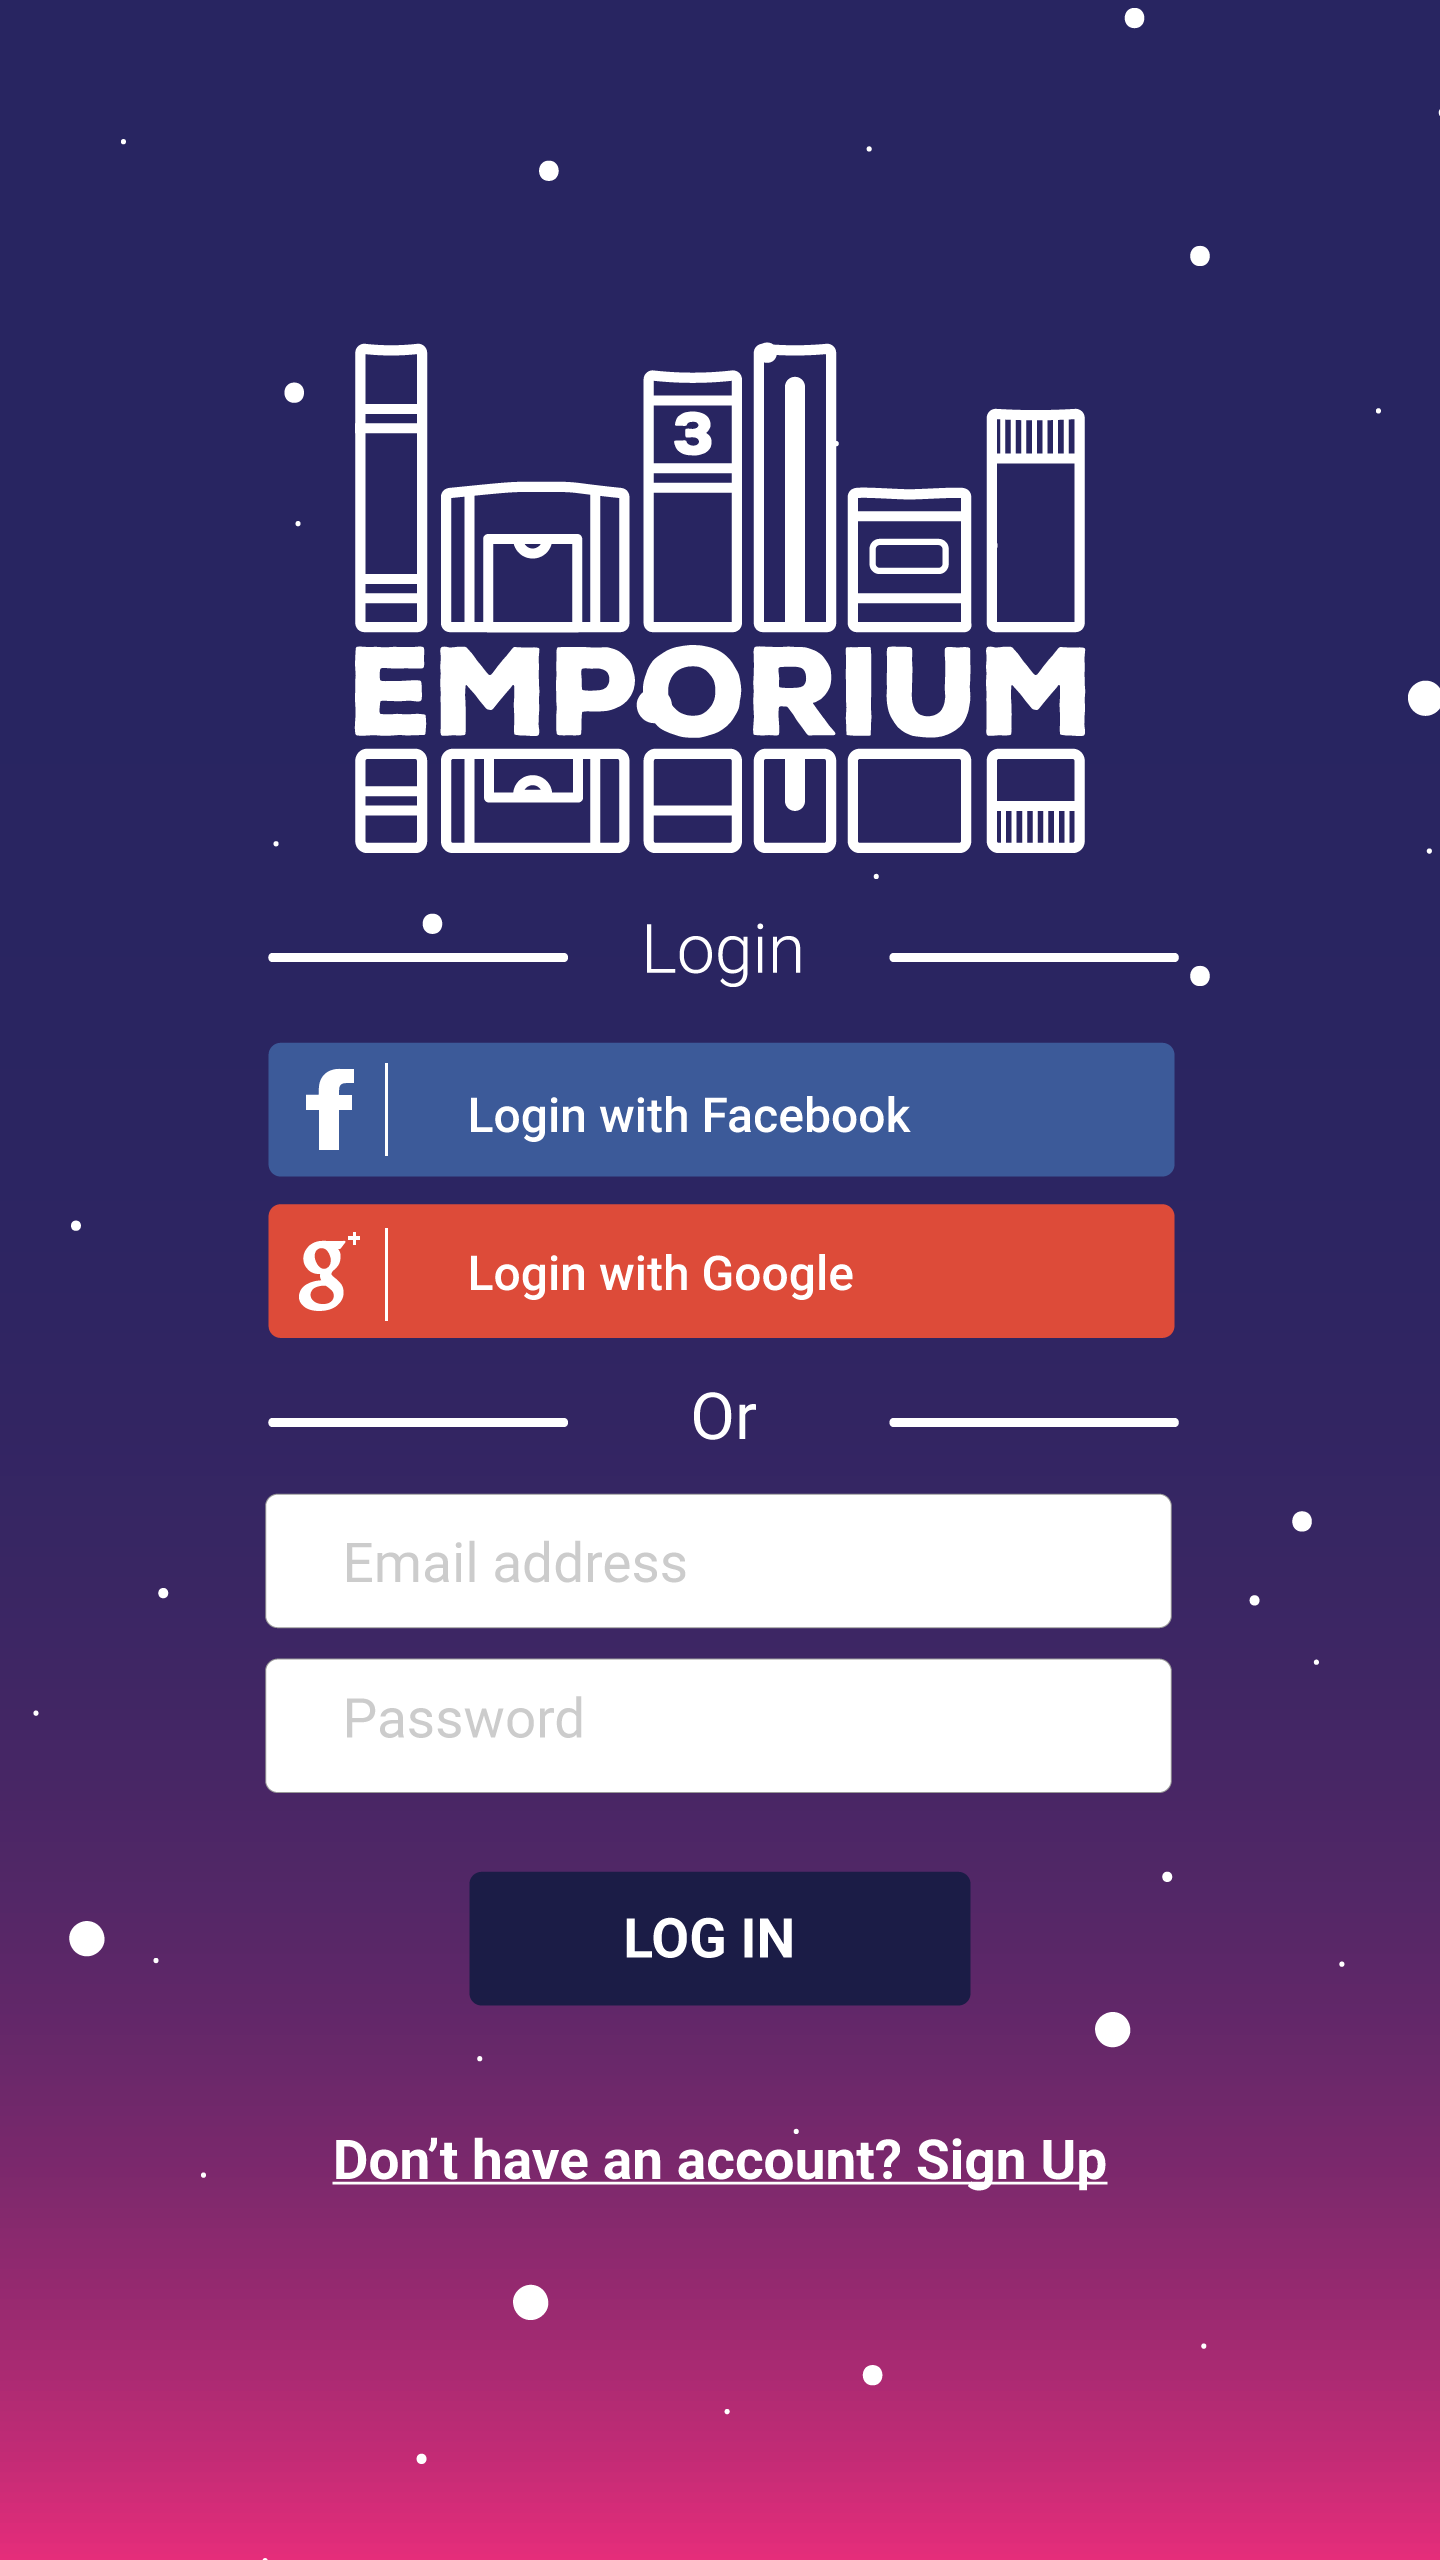 3
EMPORIUM
Login
f
Login with Facebook
g+
Login with Google
Or
Email address
Password
LOG IN
Don’t have an account? Sign Up